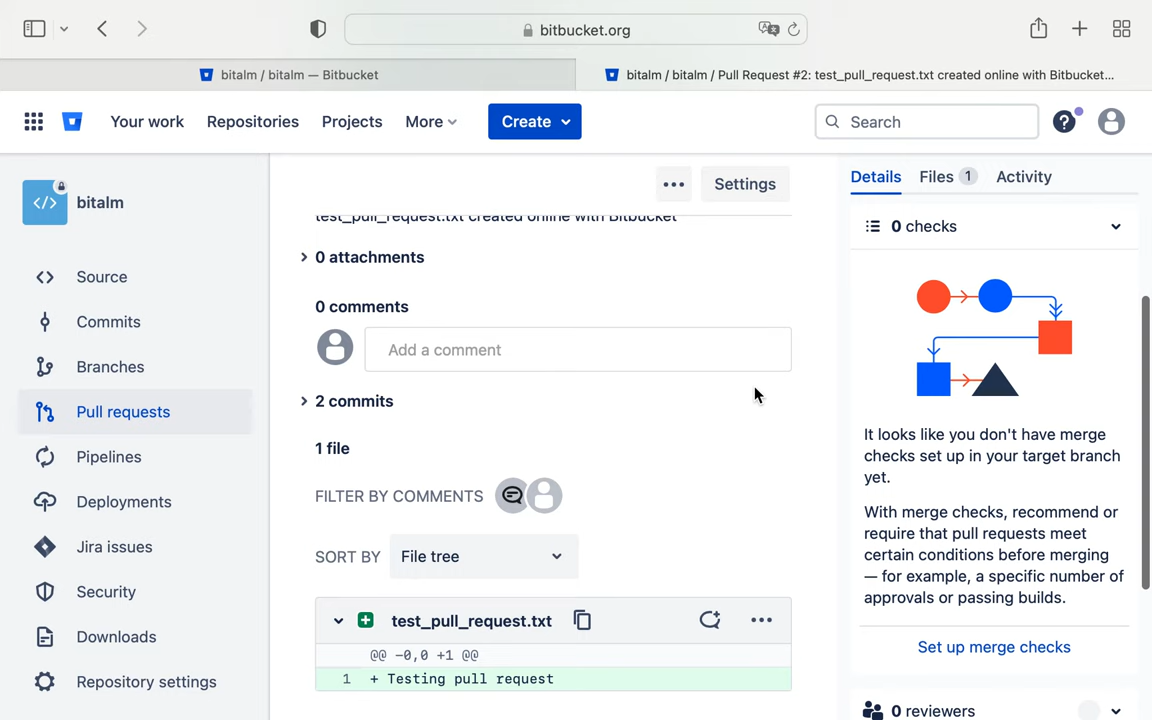 bitbucket.org
bitalm / bitalm — Bitbucket
bitalm / bitalm / Pull Request #2: test_pull_request.txt created online with Bitbucket...
Your work
Repositories
Projects
More
Create
Search
bitalm
Source
Commits
Branches
Pull requests
Pipelines
Deployments
Jira issues
Security
Downloads
Repository settings
Settings
test_pull_request.txt created online with Bitbucket
0 attachments
0 comments
Add a comment
2 commits
1 file
FILTER BY COMMENTS
SORT BY File tree
test_pull_request.txt
@@ -0,0 +1 @@
1 + Testing pull request
Details Files 1 Activity
0 checks
It looks like you don't have merge
checks set up in your target branch
yet.
With merge checks, recommend or
require that pull requests meet
certain conditions before merging
— for example, a specific number of
approvals or passing builds.
Set up merge checks
0 reviewers